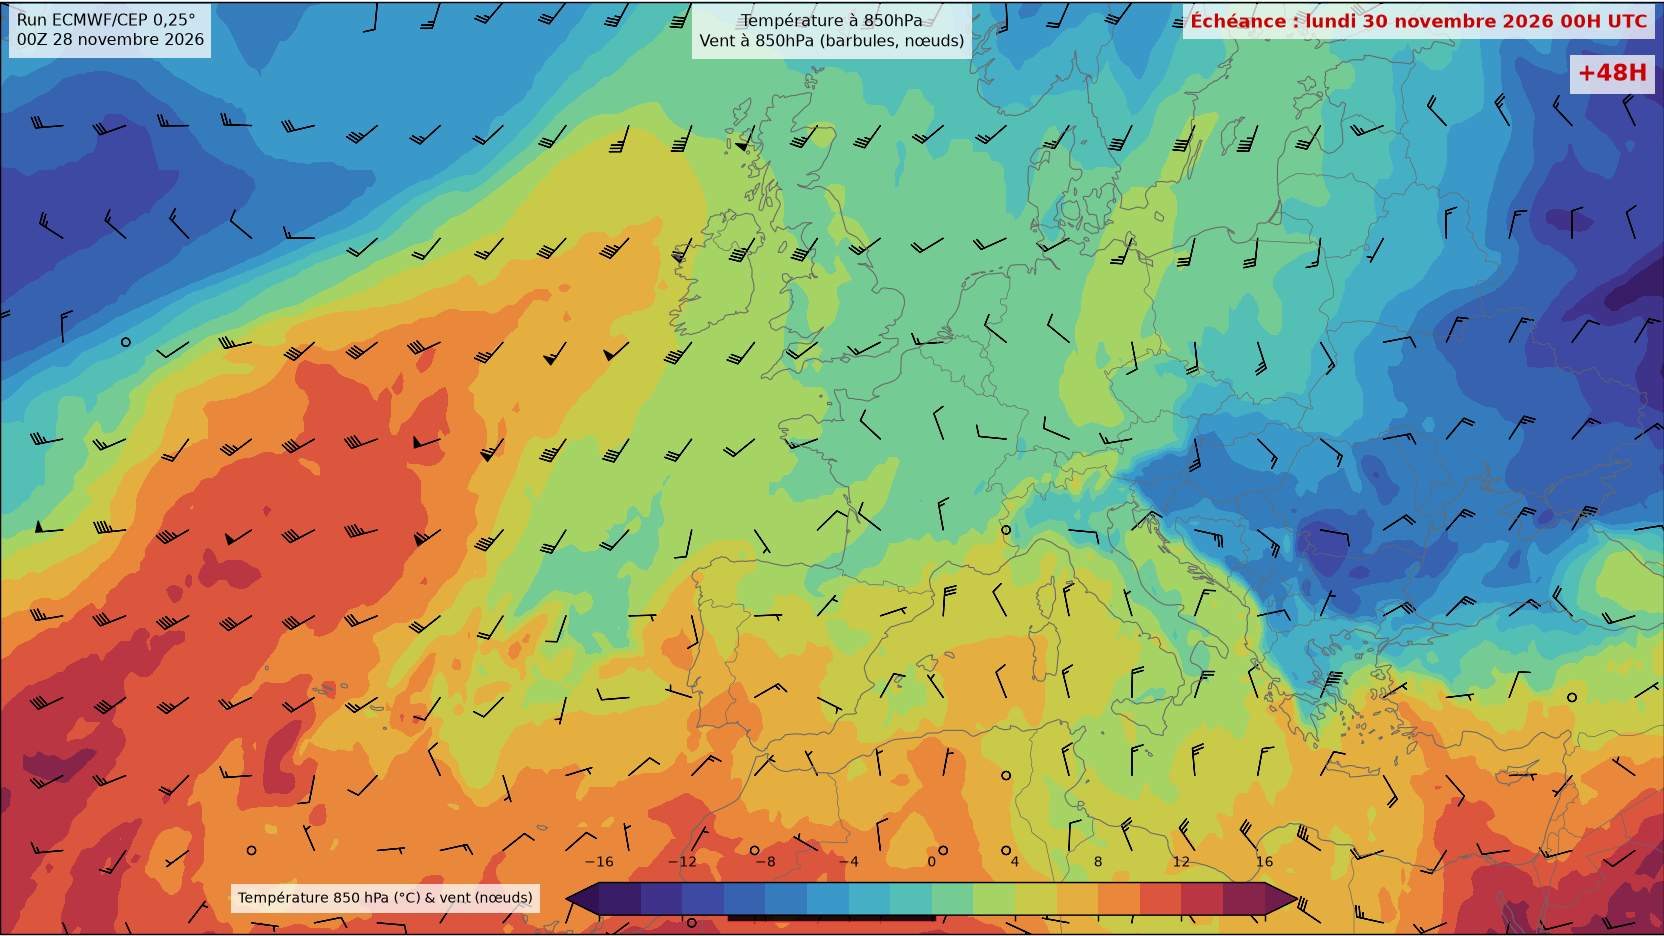 Run ECMWF/CEP 0,25°
00Z 28 novembre 2026
Température à 850hPa
Vent à 850hPa (barbules, nœuds)
Échéance : lundi 30 novembre 2026 00H UTC
+48H
−16 −12 −8 −4 0 4 8 12 16
Température 850 hPa (°C) & vent (nœuds)